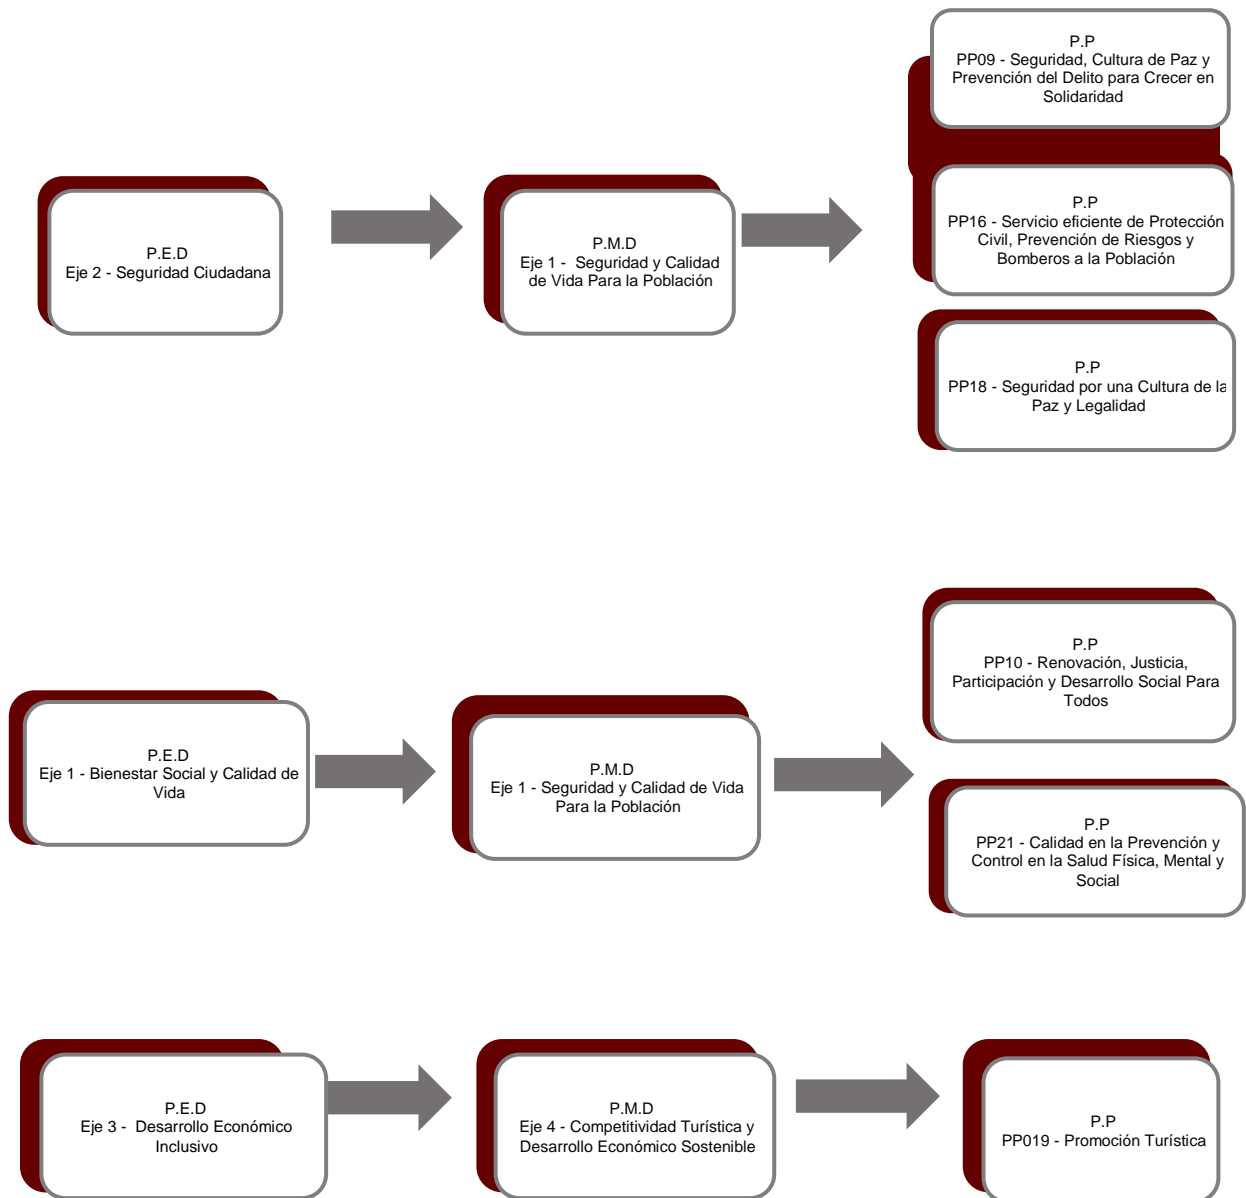 P.E.D
Eje 2 - Seguridad Ciudadana
P.M.D
Eje 1 - Seguridad y Calidad
de Vida Para la Población
P.P
PP09 - Seguridad, Cultura de Paz y
Prevención del Delito para Crecer en
Solidaridad
P.P
PP16 - Servicio eficiente de Protección
Civil, Prevención de Riesgos y
Bomberos a la Población
P.P
PP18 - Seguridad por una Cultura de la
Paz y Legalidad
P.E.D
Eje 1 - Bienestar Social y Calidad de
Vida
P.M.D
Eje 1 - Seguridad y Calidad de Vida
Para la Población
P.P
PP10 - Renovación, Justicia,
Participación y Desarrollo Social Para
Todos
P.P
PP21 - Calidad en la Prevención y
Control en la Salud Física, Mental y
Social
P.E.D
Eje 3 - Desarrollo Económico
Inclusivo
P.M.D
Eje 4 - Competitividad Turística y
Desarrollo Económico Sostenible
P.P
PP019 - Promoción Turística